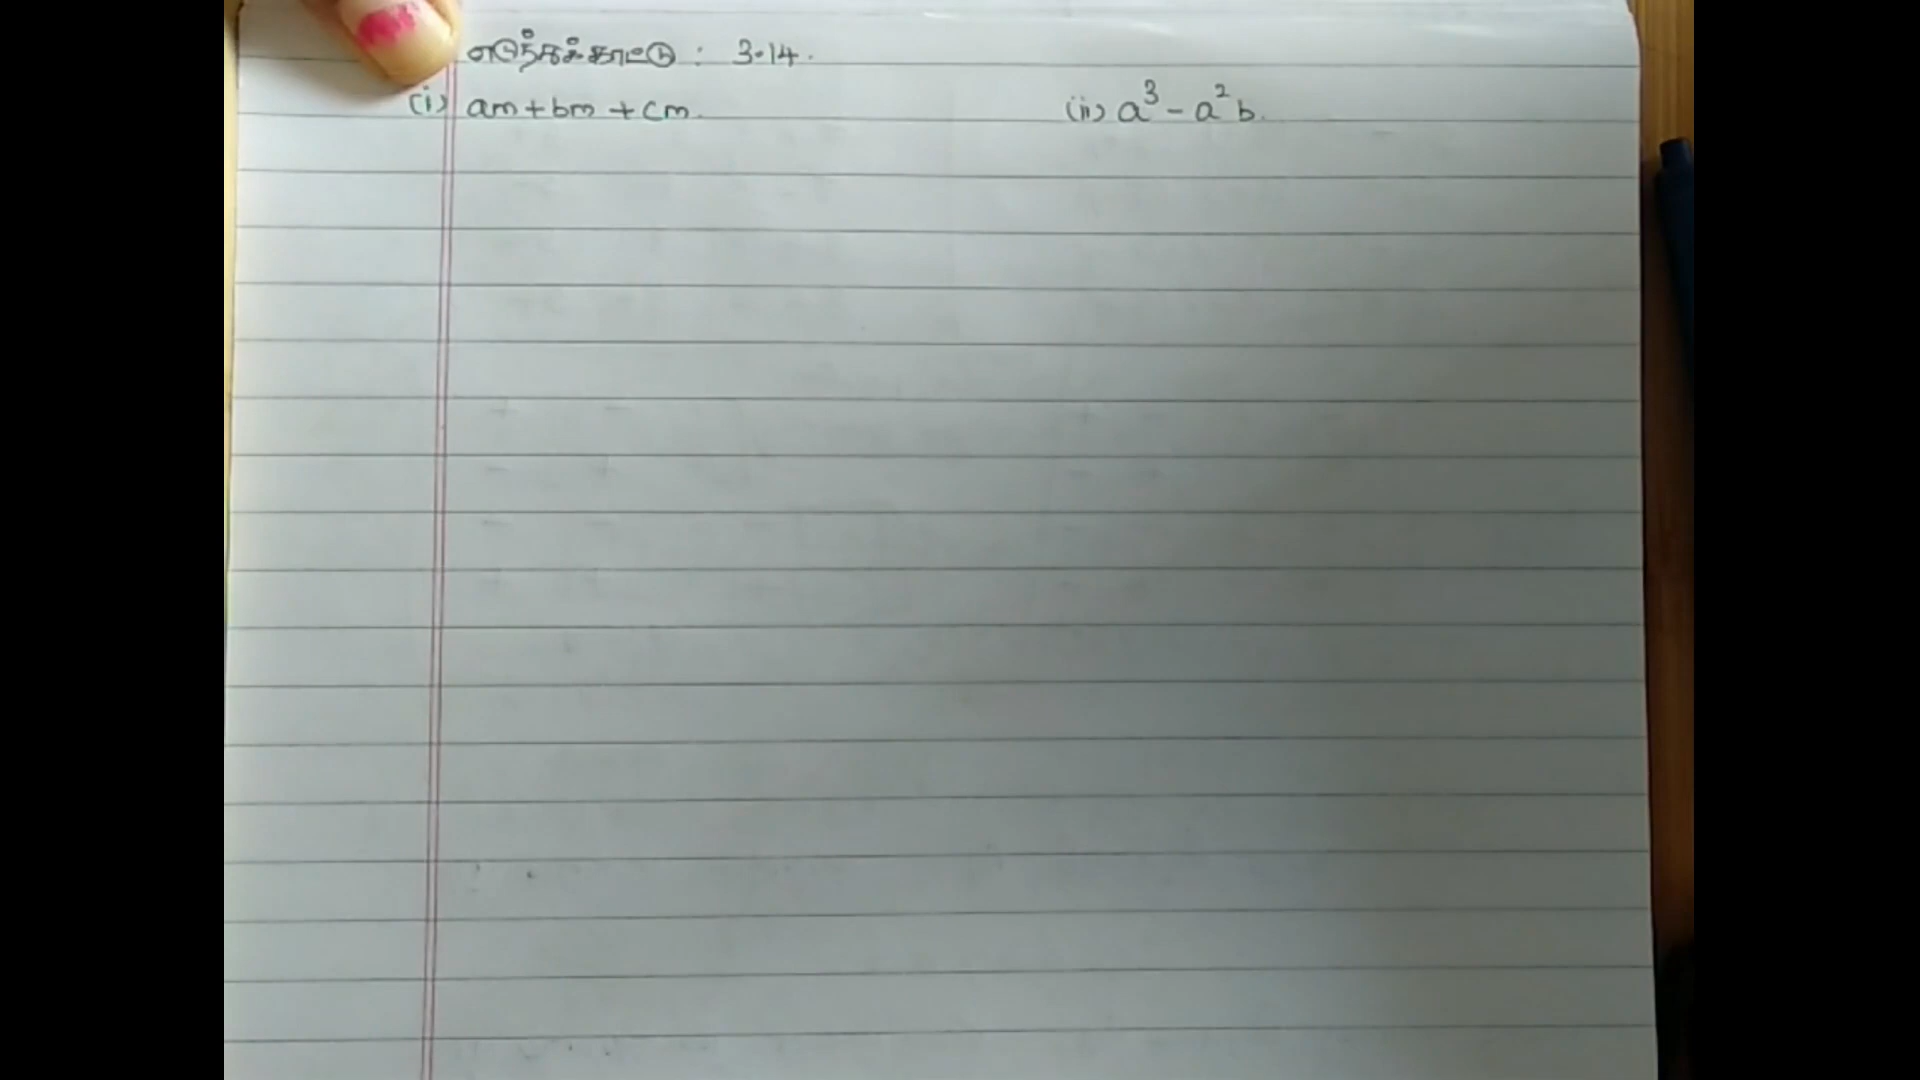 எடுத்துக்காட்டு : 3.14.
(i) am + bm + cm.
(ii) a³ - a²b.